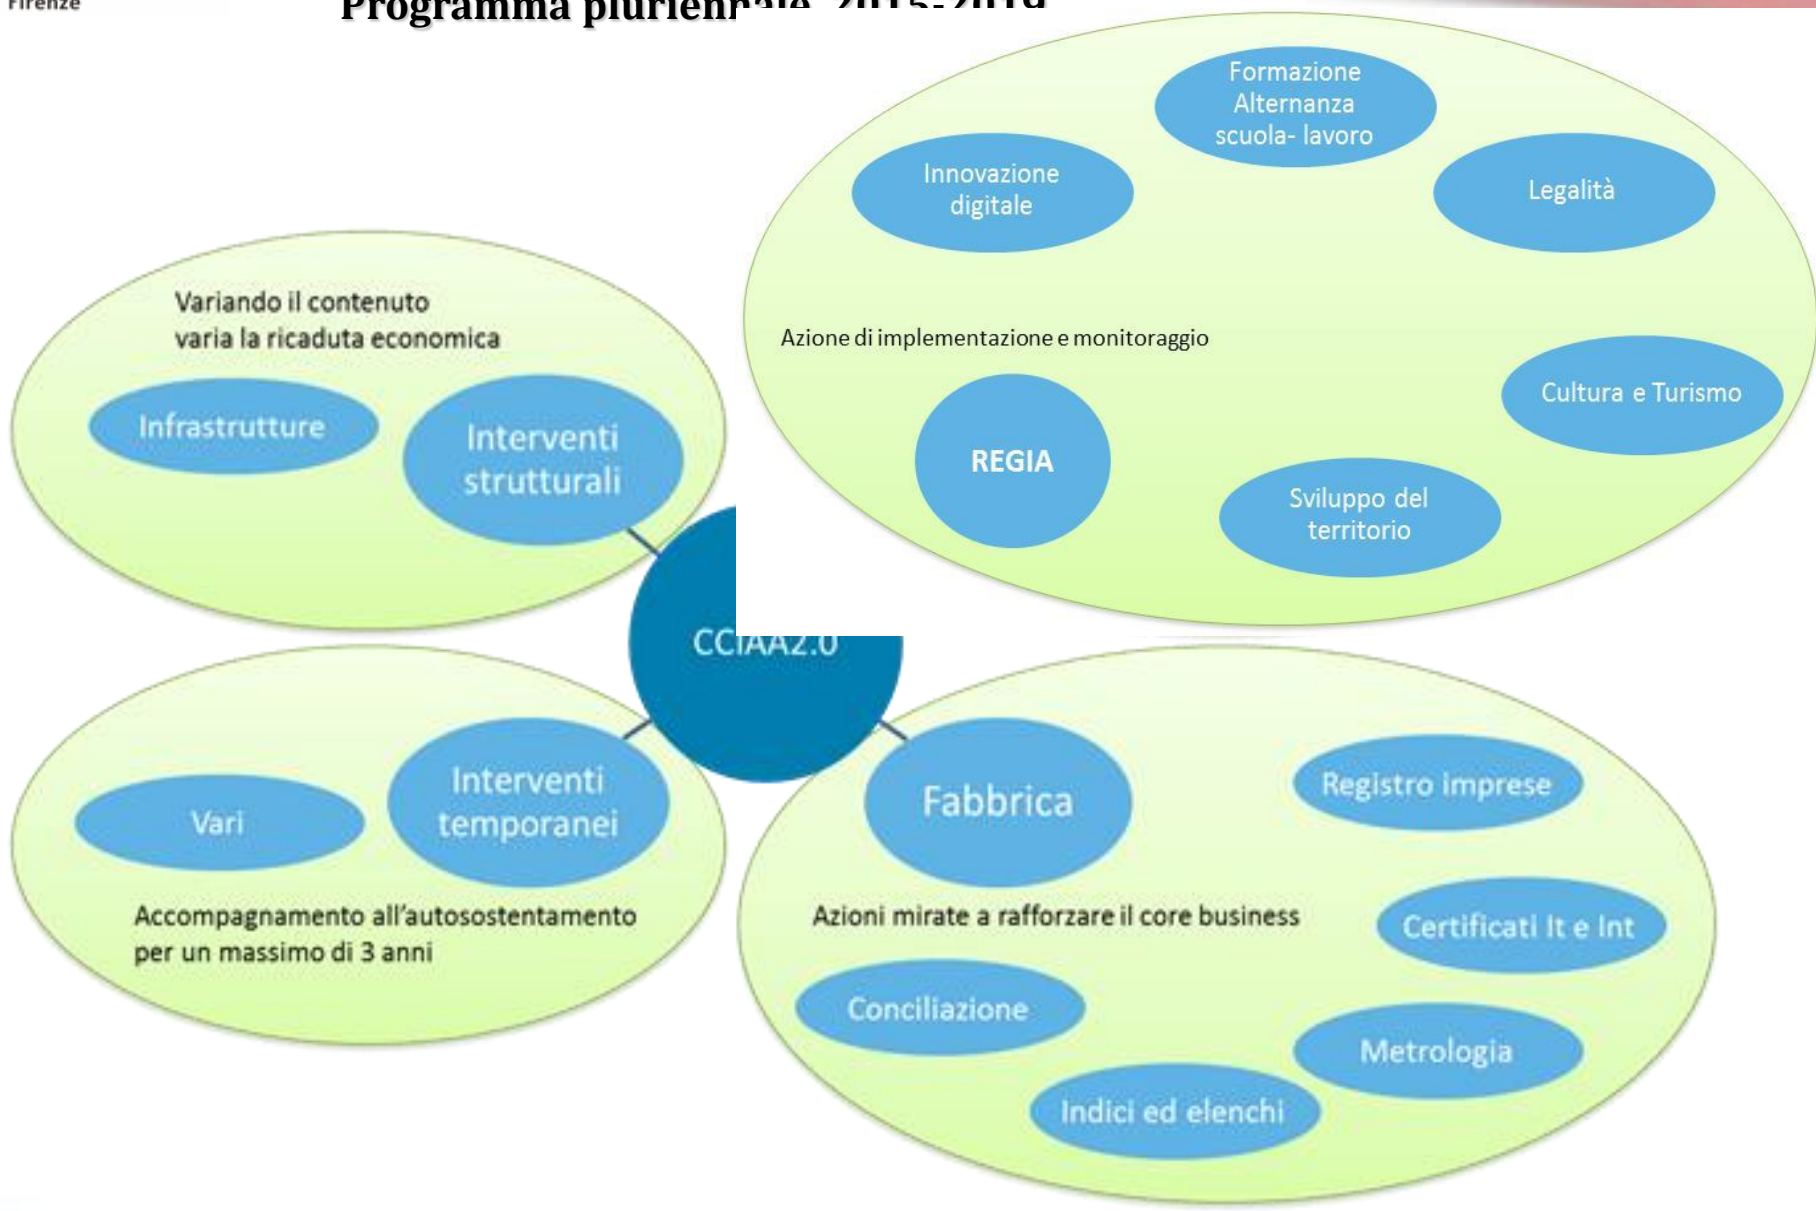 Firenze
Programma pluriennale 2015-2019
Formazione
Alternanza
scuola- lavoro
Innovazione
digitale
Legalità
Azione di implementazione e monitoraggio
Cultura e Turismo
REGIA
Sviluppo del
territorio
Variando il contenuto
varia la ricaduta economica
Infrastrutture
Interventi
strutturali
CCIAA2.0
Vari
Interventi
temporanei
Accompagnamento all'autosostentamento
per un massimo di 3 anni
Fabbrica
Registro imprese
Azioni mirate a rafforzare il core business
Certificati It e Int
Conciliazione
Metrologia
Indici ed elenchi